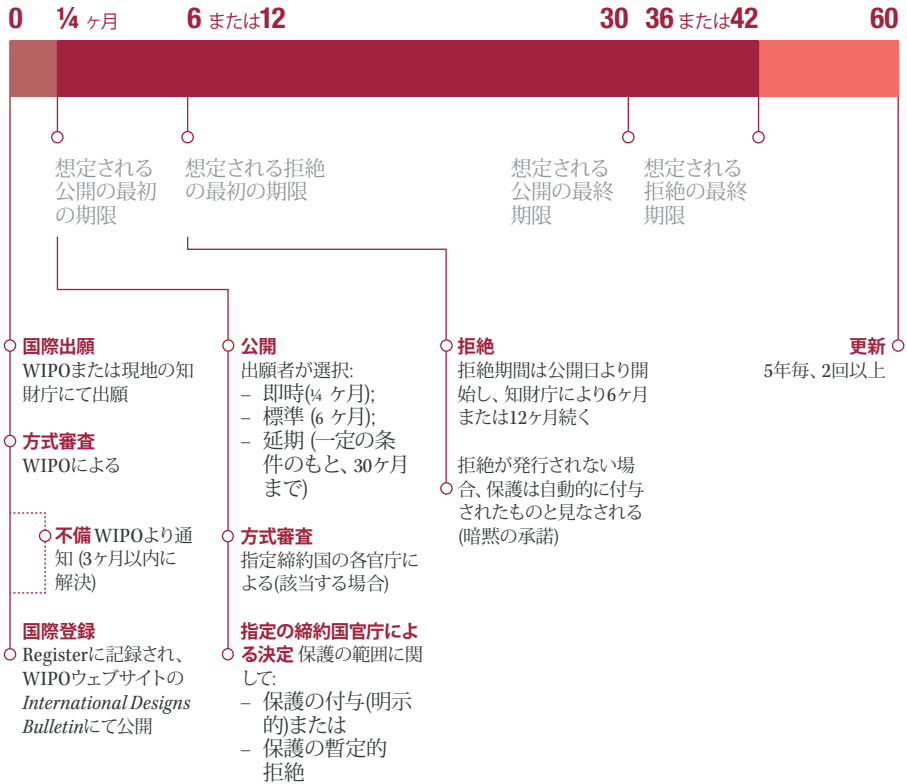 0 ¼ ヶ月 6 または12 30 36 または42 60
想定される
公開の最初
の期限
想定される拒絶
の最初の期限
想定される
公開の最終
期限
想定される
拒絶の最終
期限
国際出願
WIPOまたは現地の知
財庁にて出願
方式審査
WIPOによる
不備 WIPOより通
知 (3ヶ月以内に
解決)
国際登録
Registerに記録され、
WIPOウェブサイトの
International Designs
Bulletinにて公開
公開
出願者が選択:
– 即時(¼ ヶ月);
– 標準 (6 ヶ月);
– 延期 (一定の条
件のもと、30ヶ月
まで)
方式審査
指定締約国の各官庁に
よる(該当する場合)
指定の締約国官庁によ
る決定 保護の範囲に関
して:
– 保護の付与(明示
的)または
– 保護の暫定的
拒絶
拒絶
拒絶期間は公開日より開
始し、知財庁により6ヶ月
または12ヶ月続く
拒絶が発行されない場
合、保護は自動的に付与
されたものと見なされる
(暗黙の承諾)
更新
5年毎、2回以上